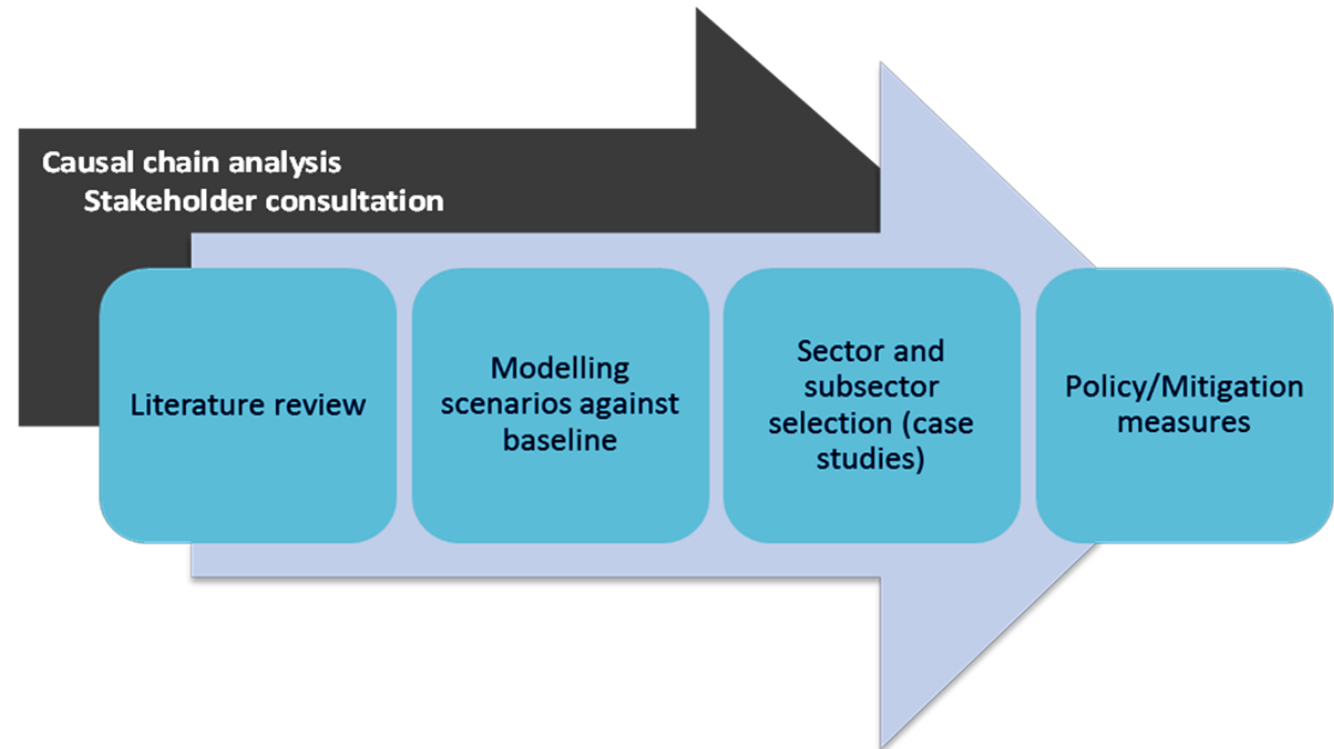 Causal chain analysis
Stakeholder consultation
Literature review
Modelling
scenarios against
baseline
Sector and
subsector
selection (case
studies)
Policy/Mitigation
measures